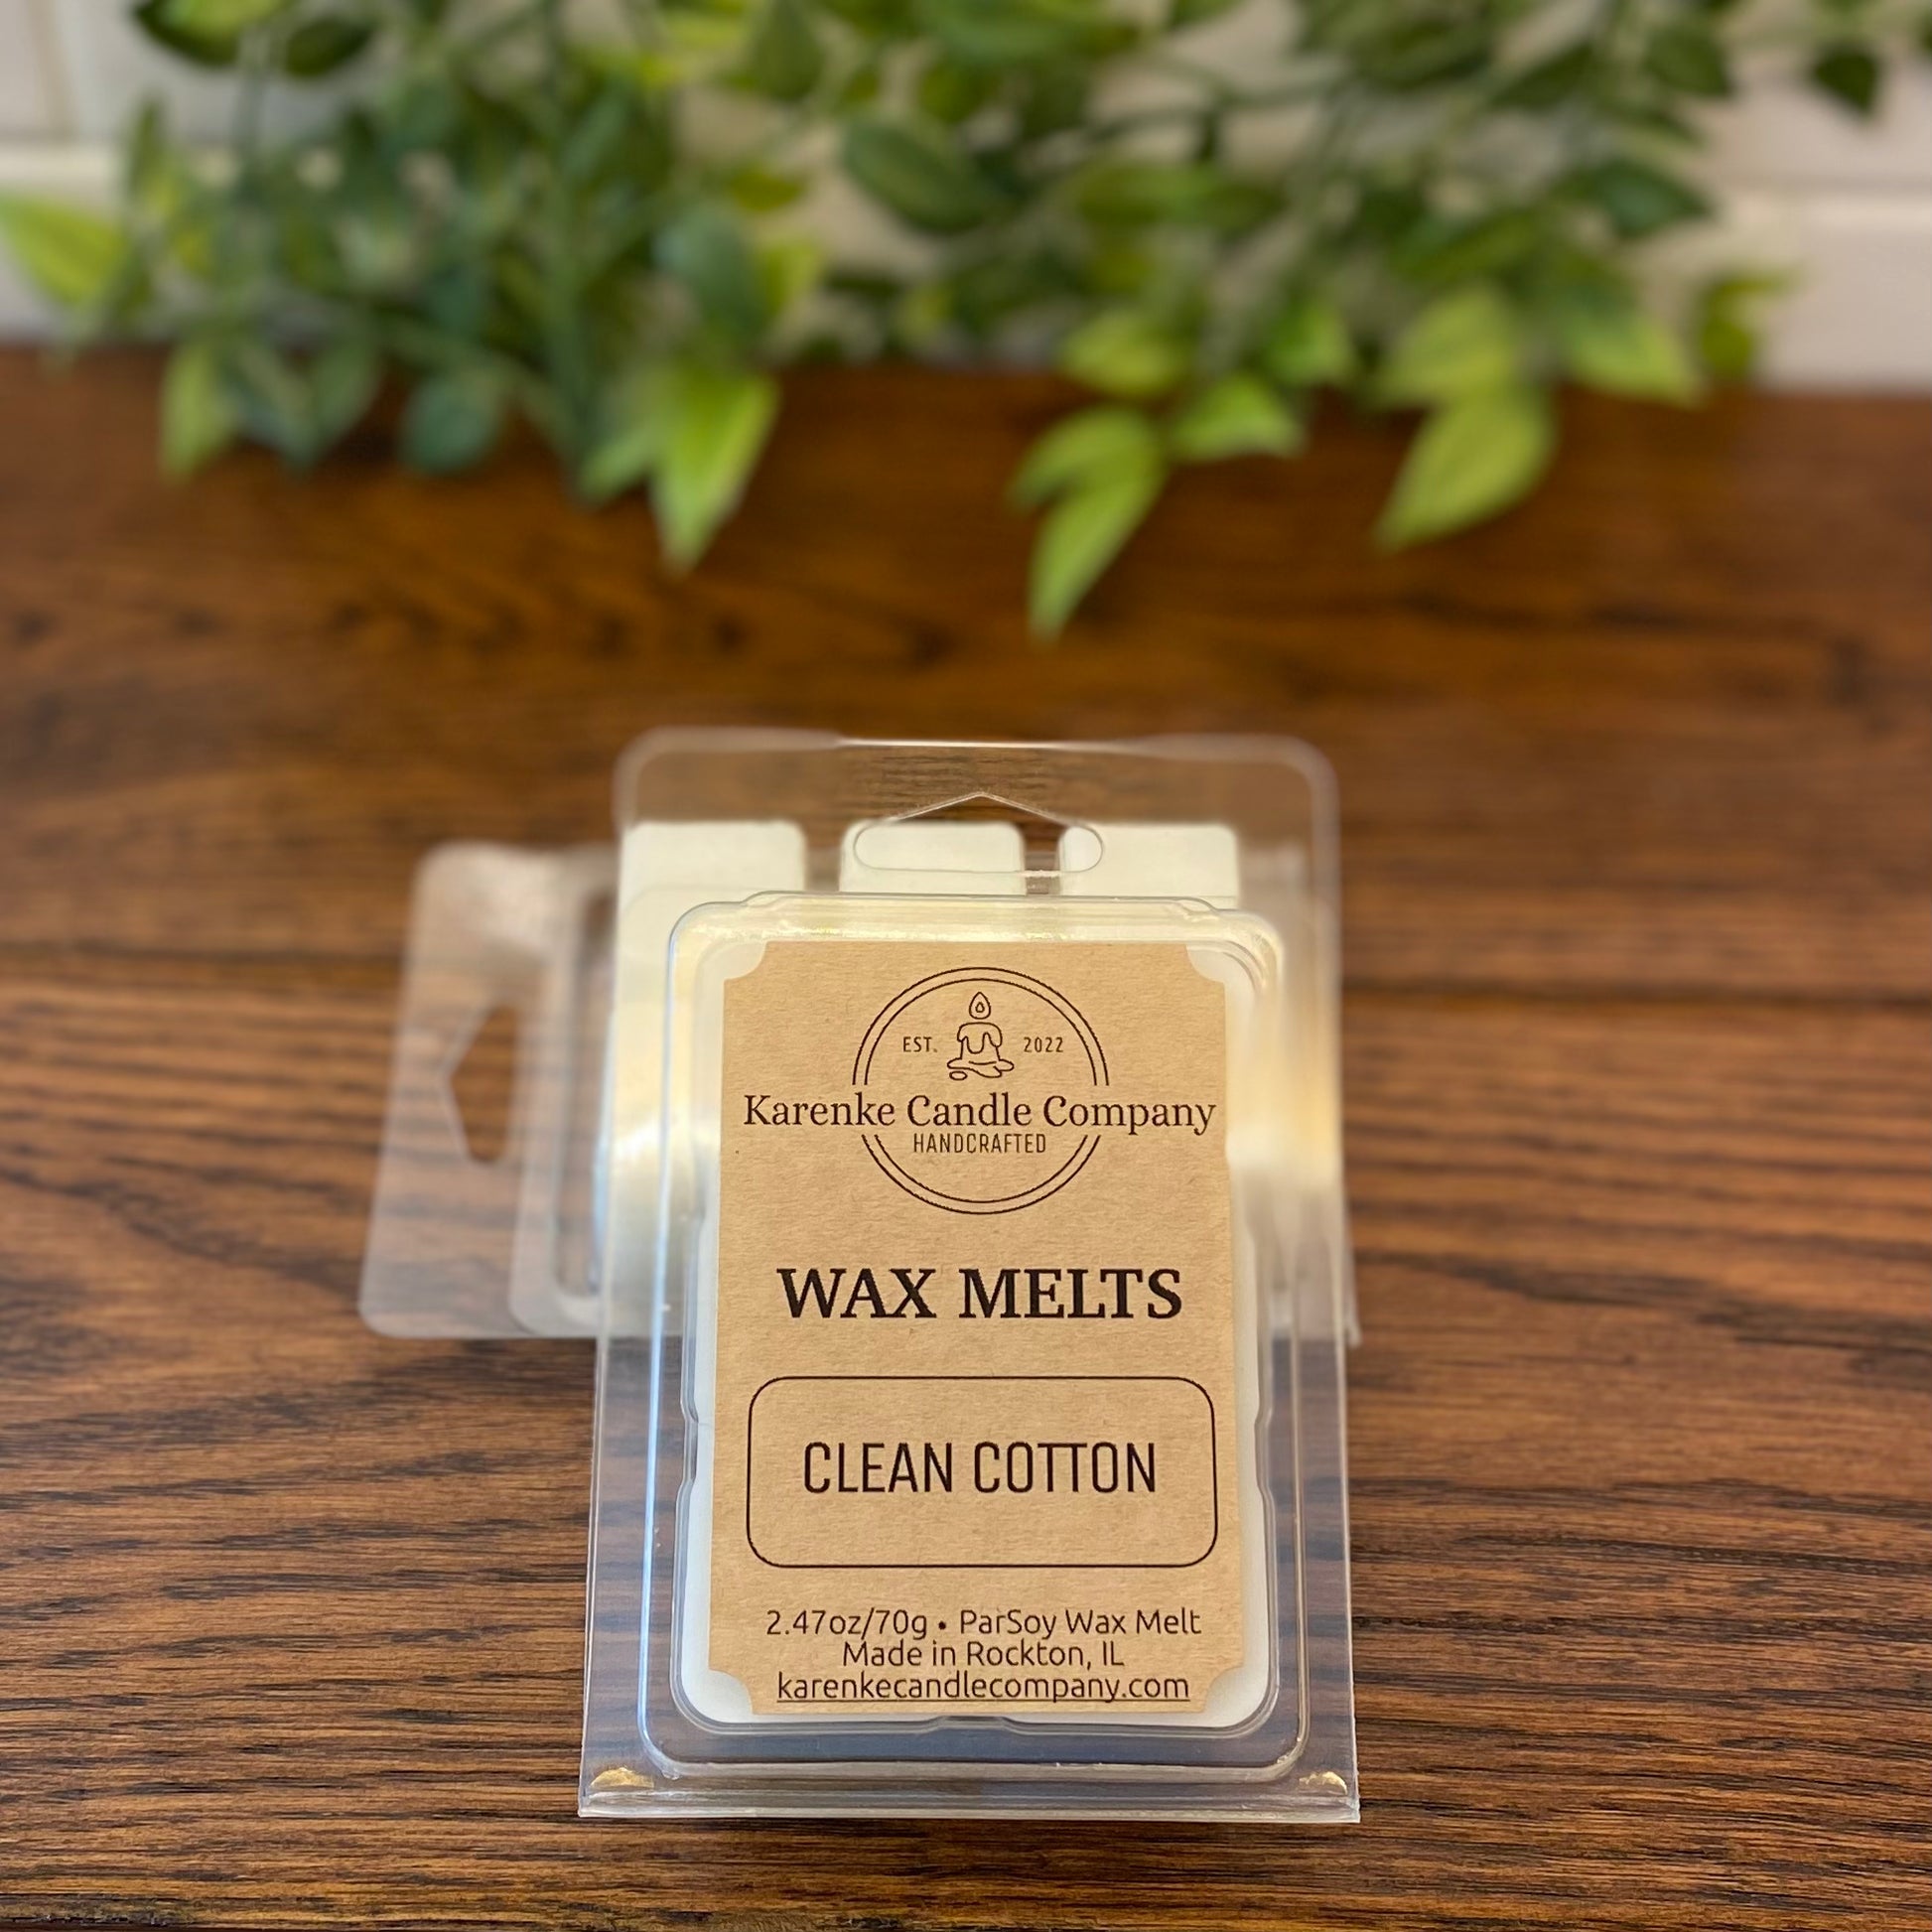 EST. 2022
Karenke Candle Company
HANDCRAFTED
WAX MELTS
CLEAN COTTON
2.47oz/70g • ParSoy Wax Melt
Made in Rockton, IL
karenkecandlecompany.com